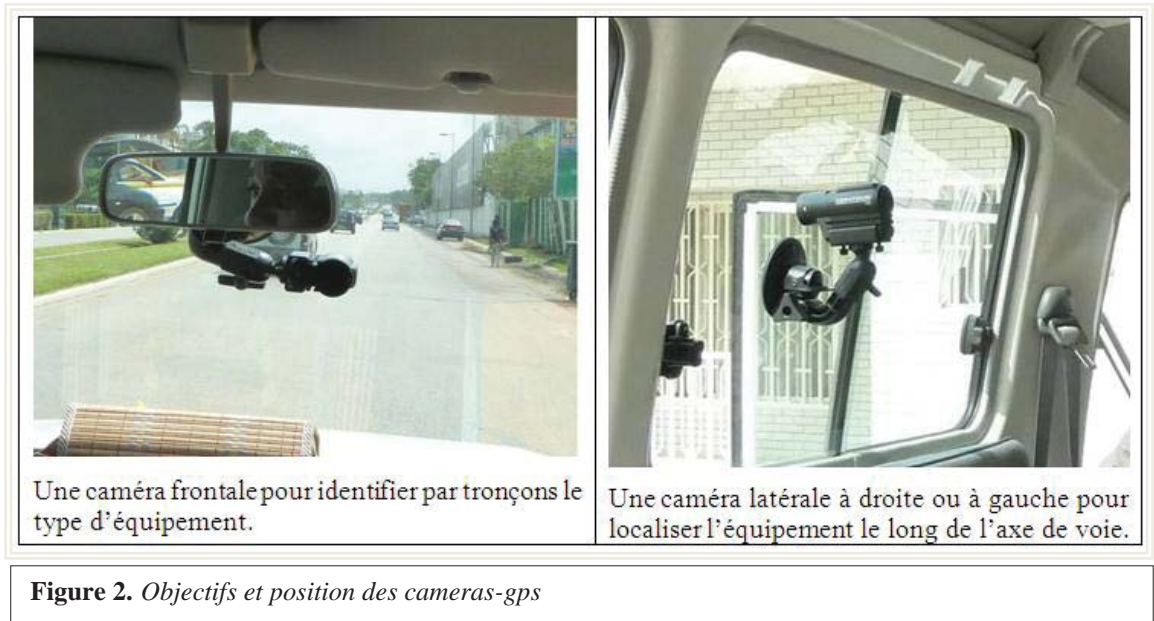 Une caméra frontale pour identifier par tronçons le
type d'équipement.
Une caméra latérale à droite ou à gauche pour
localiser l'équipement le long de l'axe de voie.
Figure 2. Objectifs et position des cameras-gps